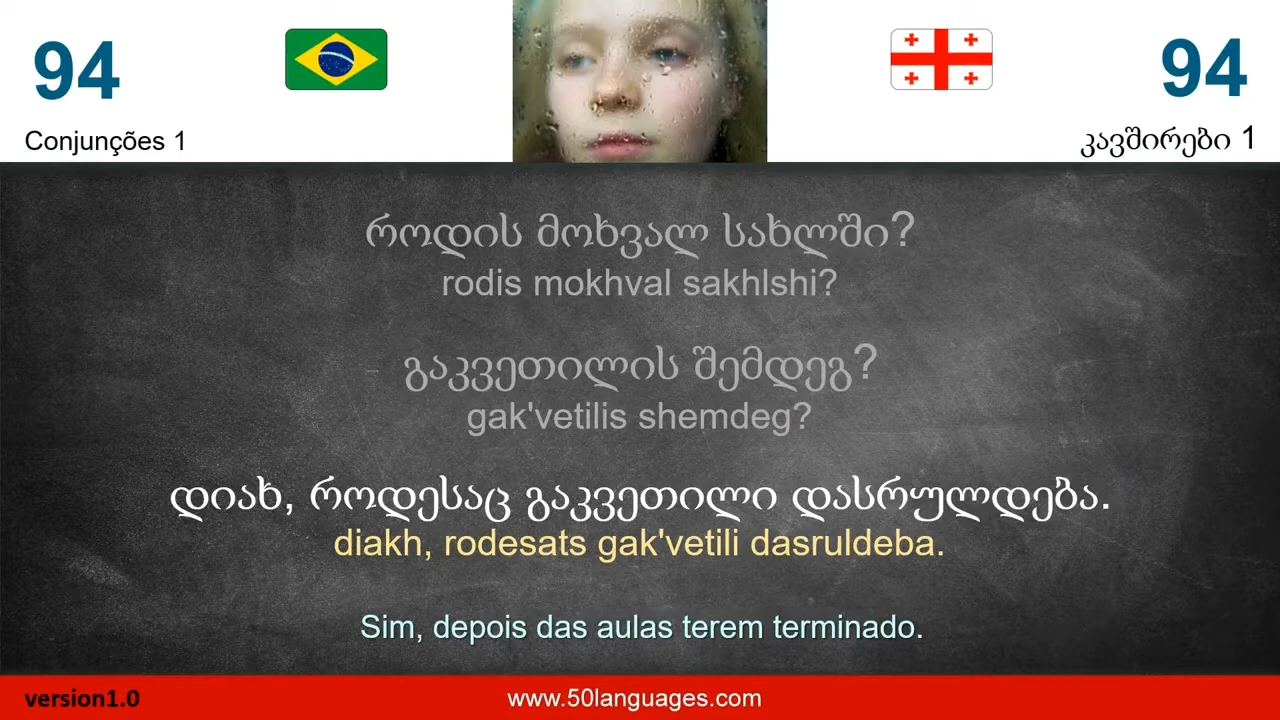 94
94
Conjunções 1
კავშირები 1
როდის მოხვალ სახლში?
rodis mokhval sakhlshi?
გაკვეთილის შემდეგ?
gak'vetilis shemdeg?
დიახ, როდესაც გაკვეთილი დასრულდება.
diakh, rodesats gak'vetili dasruldeba.
Sim, depois das aulas terem terminado.
version1.0
www.50languages.com